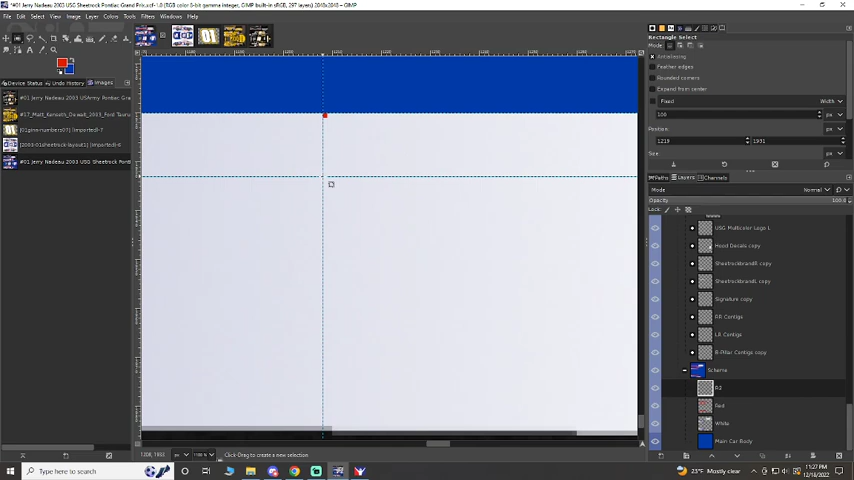 *#01 Jerry Nadeau 2003 USG Sheetrock Pontiac Grand Prix.xcf-1.0 (RGB color 8-bit gamma integer, GIMP built-in sRGB, 297 layers) 2048x2048 – GIMP
File Edit Select View Image Layer Colors Tools Filters Windows Help
Device Status Undo History Images
#01 Jerry Nadeau 2003 USArmy Pontiac Gra
*#17_Matt_Kenseth_Dewalt_2003_Ford Tauru
[01gina-numbers07] (imported)-7
[2003-01sheetrock-layout1] (imported)-6
*#01 Jerry Nadeau 2003 USG Sheetrock Pont
Rectangle Select
Mode:
Antialiasing
Feather edges
Rounded corners
Expand from center
Fixed Width
100 px
Position: px
1219 1931
Size: px
Paths Layers Channels
Mode Normal
Opacity 100.0
Lock:
USG Multicolor Logo L
Hood Decals copy
SheetrockbrandR copy
SheetrockbrandL copy
Signature copy
RR Contigs
LR Contigs
B-Pillar Contigs copy
Scheme
Red
White
Main Car Body
px 1100 % Click-Drag to create a new selection
Type here to search
23°F Mostly clear
11:27 PM
12/18/2022